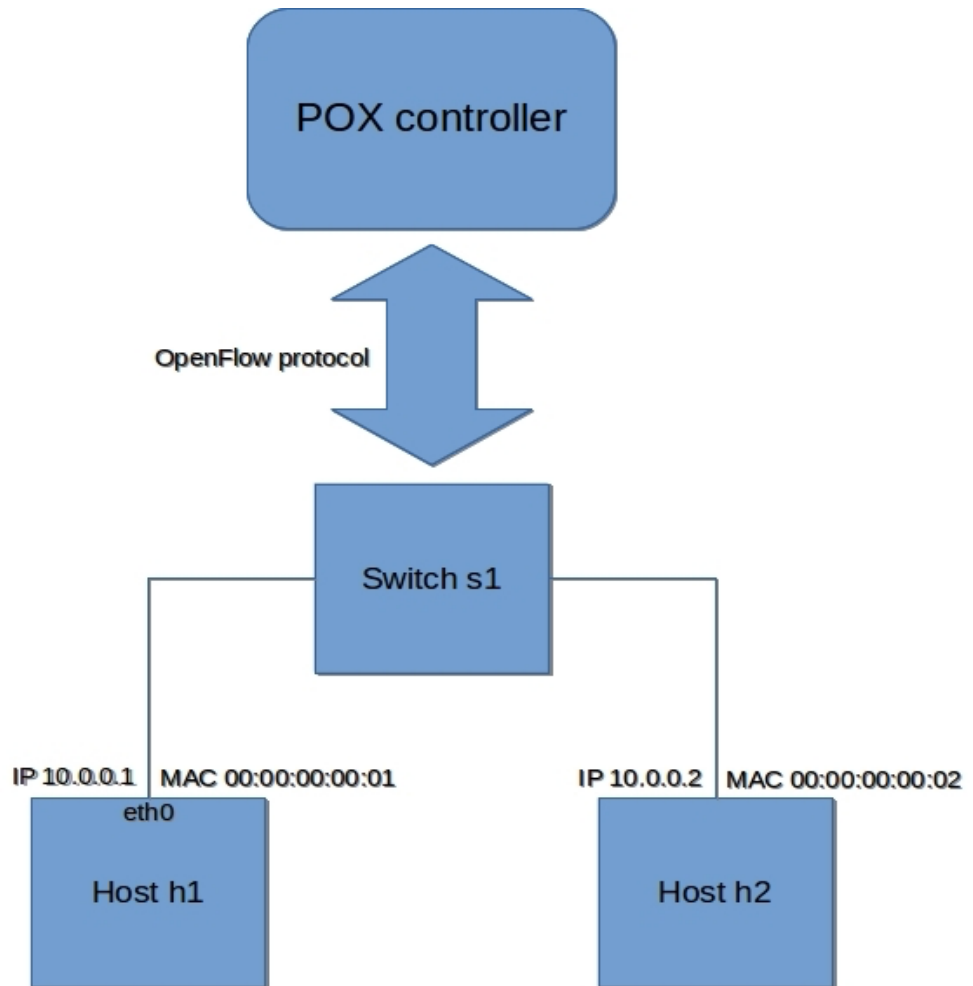 POX controller
OpenFlow protocol
Switch s1
IP 10.0.0.1 MAC 00:00:00:00:01
IP 10.0.0.2 MAC 00:00:00:00:02
eth0
Host h1
Host h2